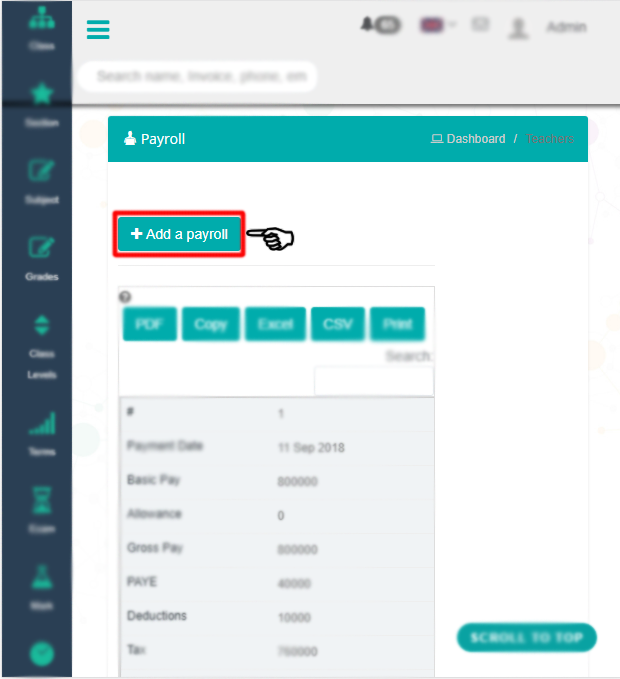 Class
Admin
Search name, Invoice, phone, em
Section
Payroll
Dashboard / Teachers
Subject
+ Add a payroll
Grades
PDF Copy Excel CSV Print
Search:
Class
Levels
# 1
Payment Date 11 Sep 2018
Terms
Basic Pay 800000
Allowance 0
Exam
Gross Pay 800000
PAYE 40000
Mark
Deductions 10000
Tax 760000
SCROLL TO TOP